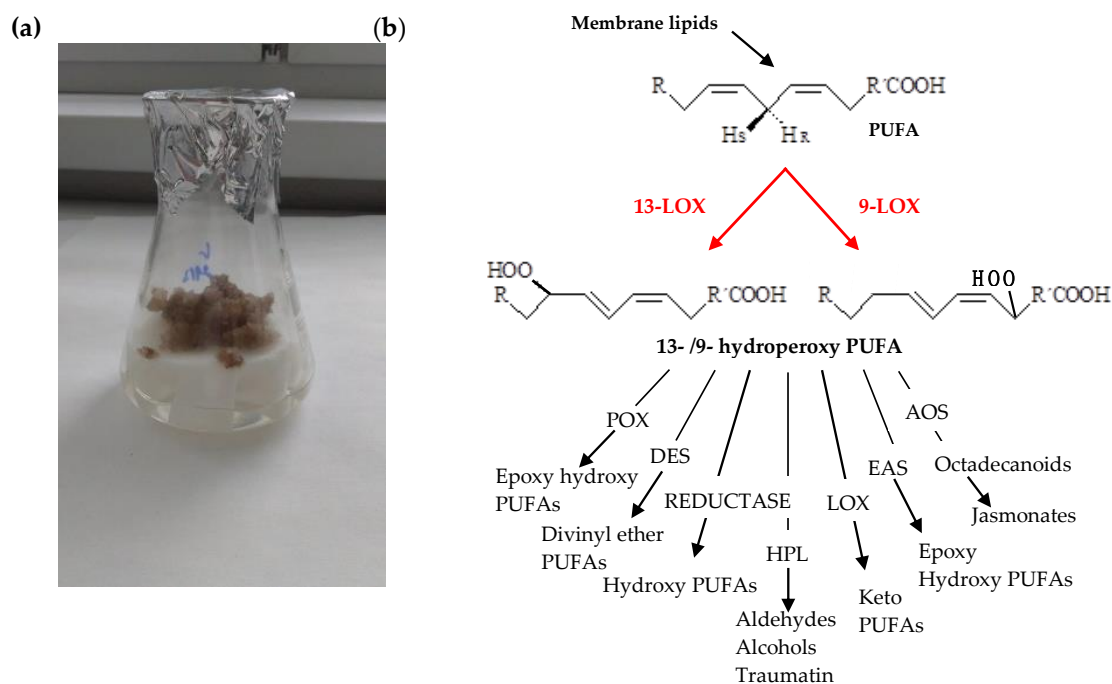 (a)
(b)
Membrane lipids
R
R´COOH
Hs
HR
PUFA
13-LOX
9-LOX
HOO
R
R´COOH
HOO
R
R´COOH
13- /9- hydroperoxy PUFA
POX
AOS
DES
EAS
Octadecanoids
Epoxy hydroxy
PUFAs
REDUCTASE
LOX
Jasmonates
Divinyl ether
PUFAs
HPL
Epoxy
Hydroxy PUFAs
Hydroxy PUFAs
Keto
PUFAs
Aldehydes
Alcohols
Traumatin